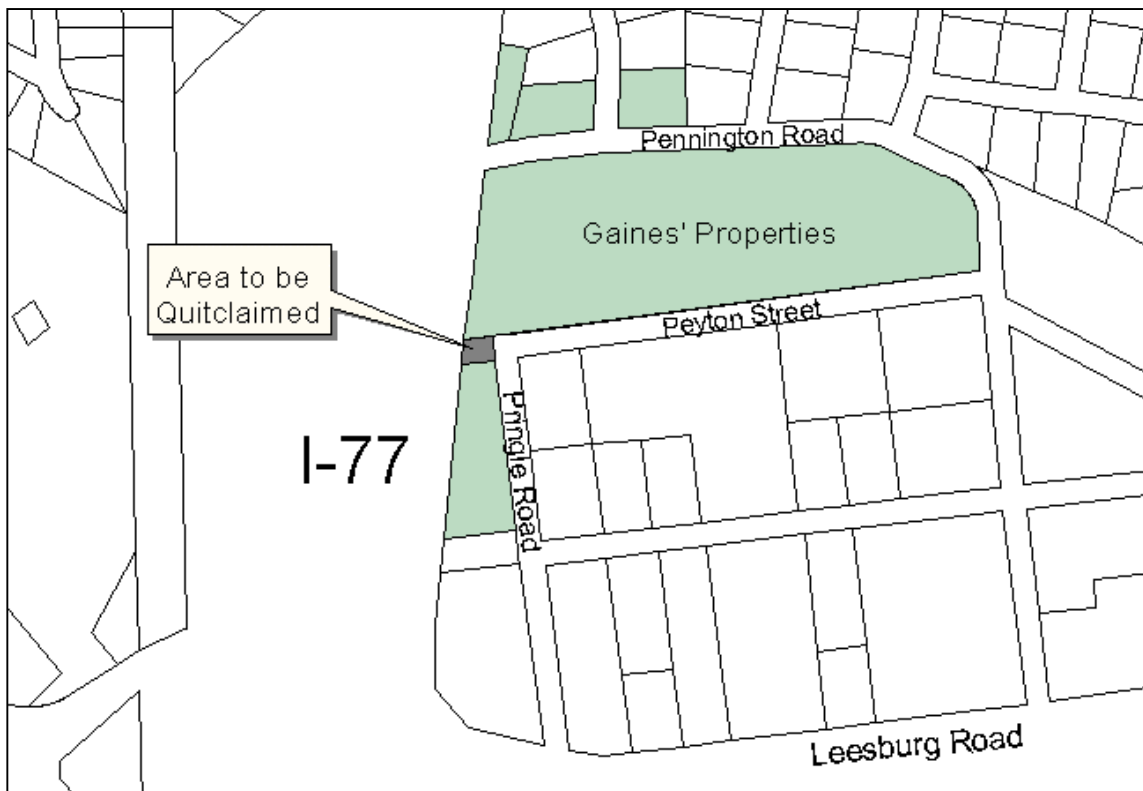 Pennington Road
Gaines' Properties
Area to be
Quitclaimed
Peyton Street
Pringle Road
I-77
Leesburg Road